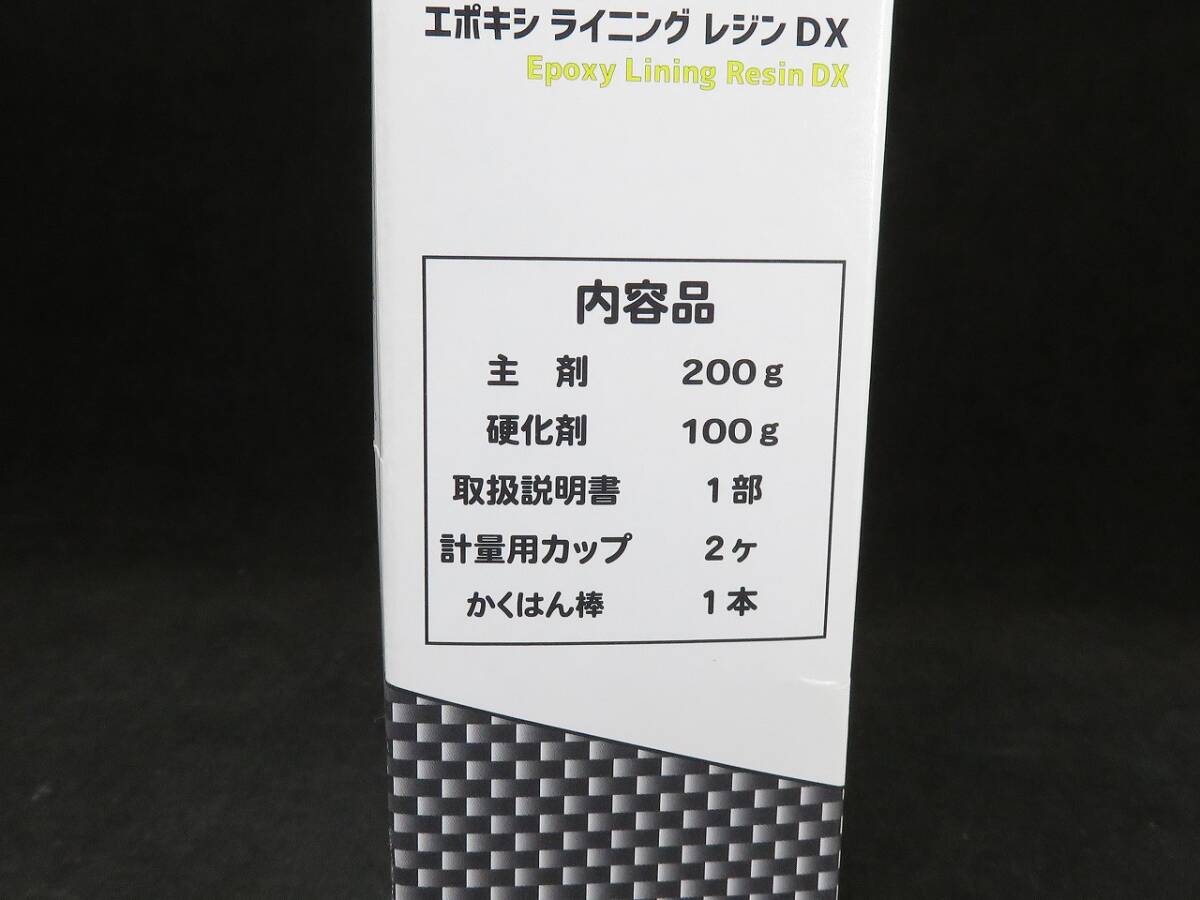 エポキシ ライニング レジン DX
Epoxy Lining Resin DX
内容品
主　剤　200g
硬化剤　100g
取扱説明書　1部
計量用カップ　2ヶ
かくはん棒　1本